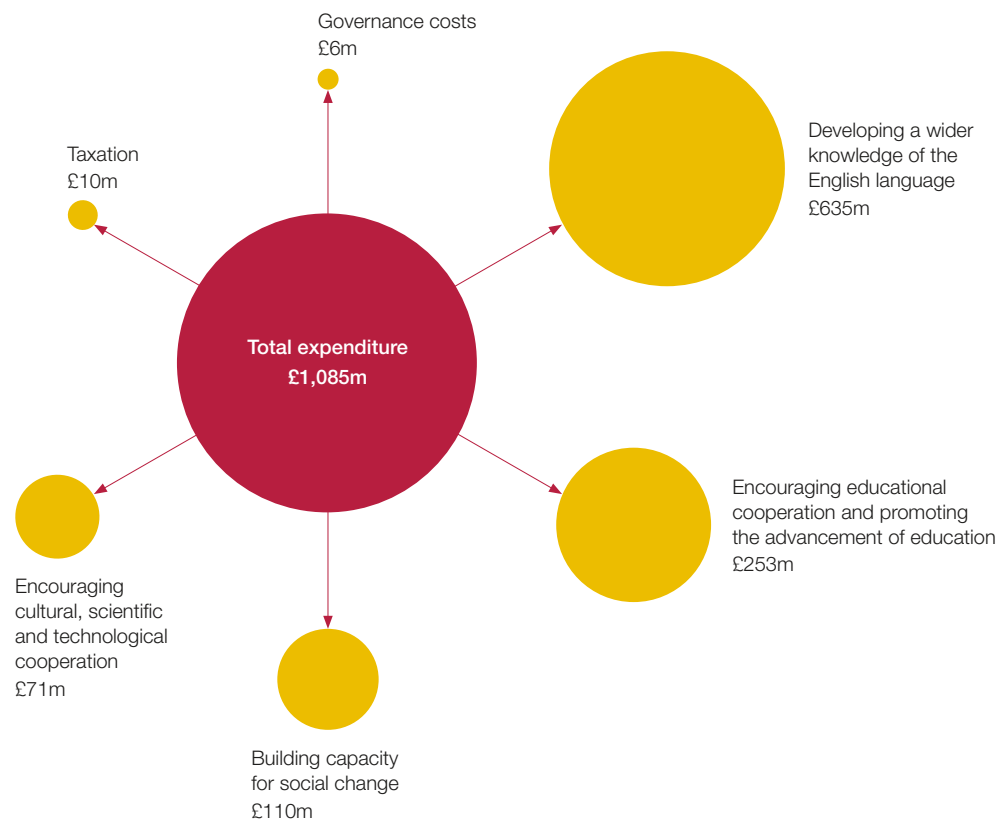 Governance costs
£6m
Developing a wider
knowledge of the
English language
£635m
Taxation
£10m
Total expenditure
£1,085m
Encouraging educational
cooperation and promoting
the advancement of education
£253m
Encouraging
cultural, scientific
and technological
cooperation
£71m
Building capacity
for social change
£110m